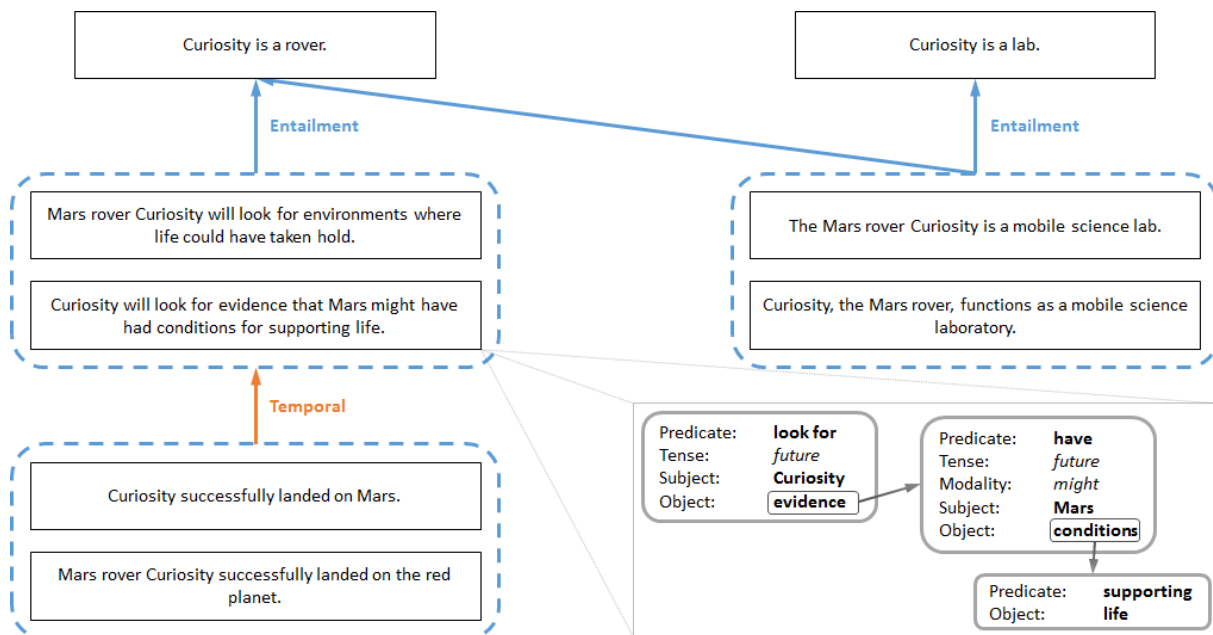 Curiosity is a rover.
Curiosity is a lab.
Entailment
Entailment
Mars rover Curiosity will look for environments where
life could have taken hold.
The Mars rover Curiosity is a mobile science lab.
Curiosity will look for evidence that Mars might have
had conditions for supporting life.
Curiosity, the Mars rover, functions as a mobile science
laboratory.
Temporal
Curiosity successfully landed on Mars.
Mars rover Curiosity successfully landed on the red
planet.
Predicate: look for
Tense: future
Subject: Curiosity
Object: evidence
Predicate: have
Tense: future
Modality: might
Subject: Mars
Object: conditions
Predicate: supporting
Object: life